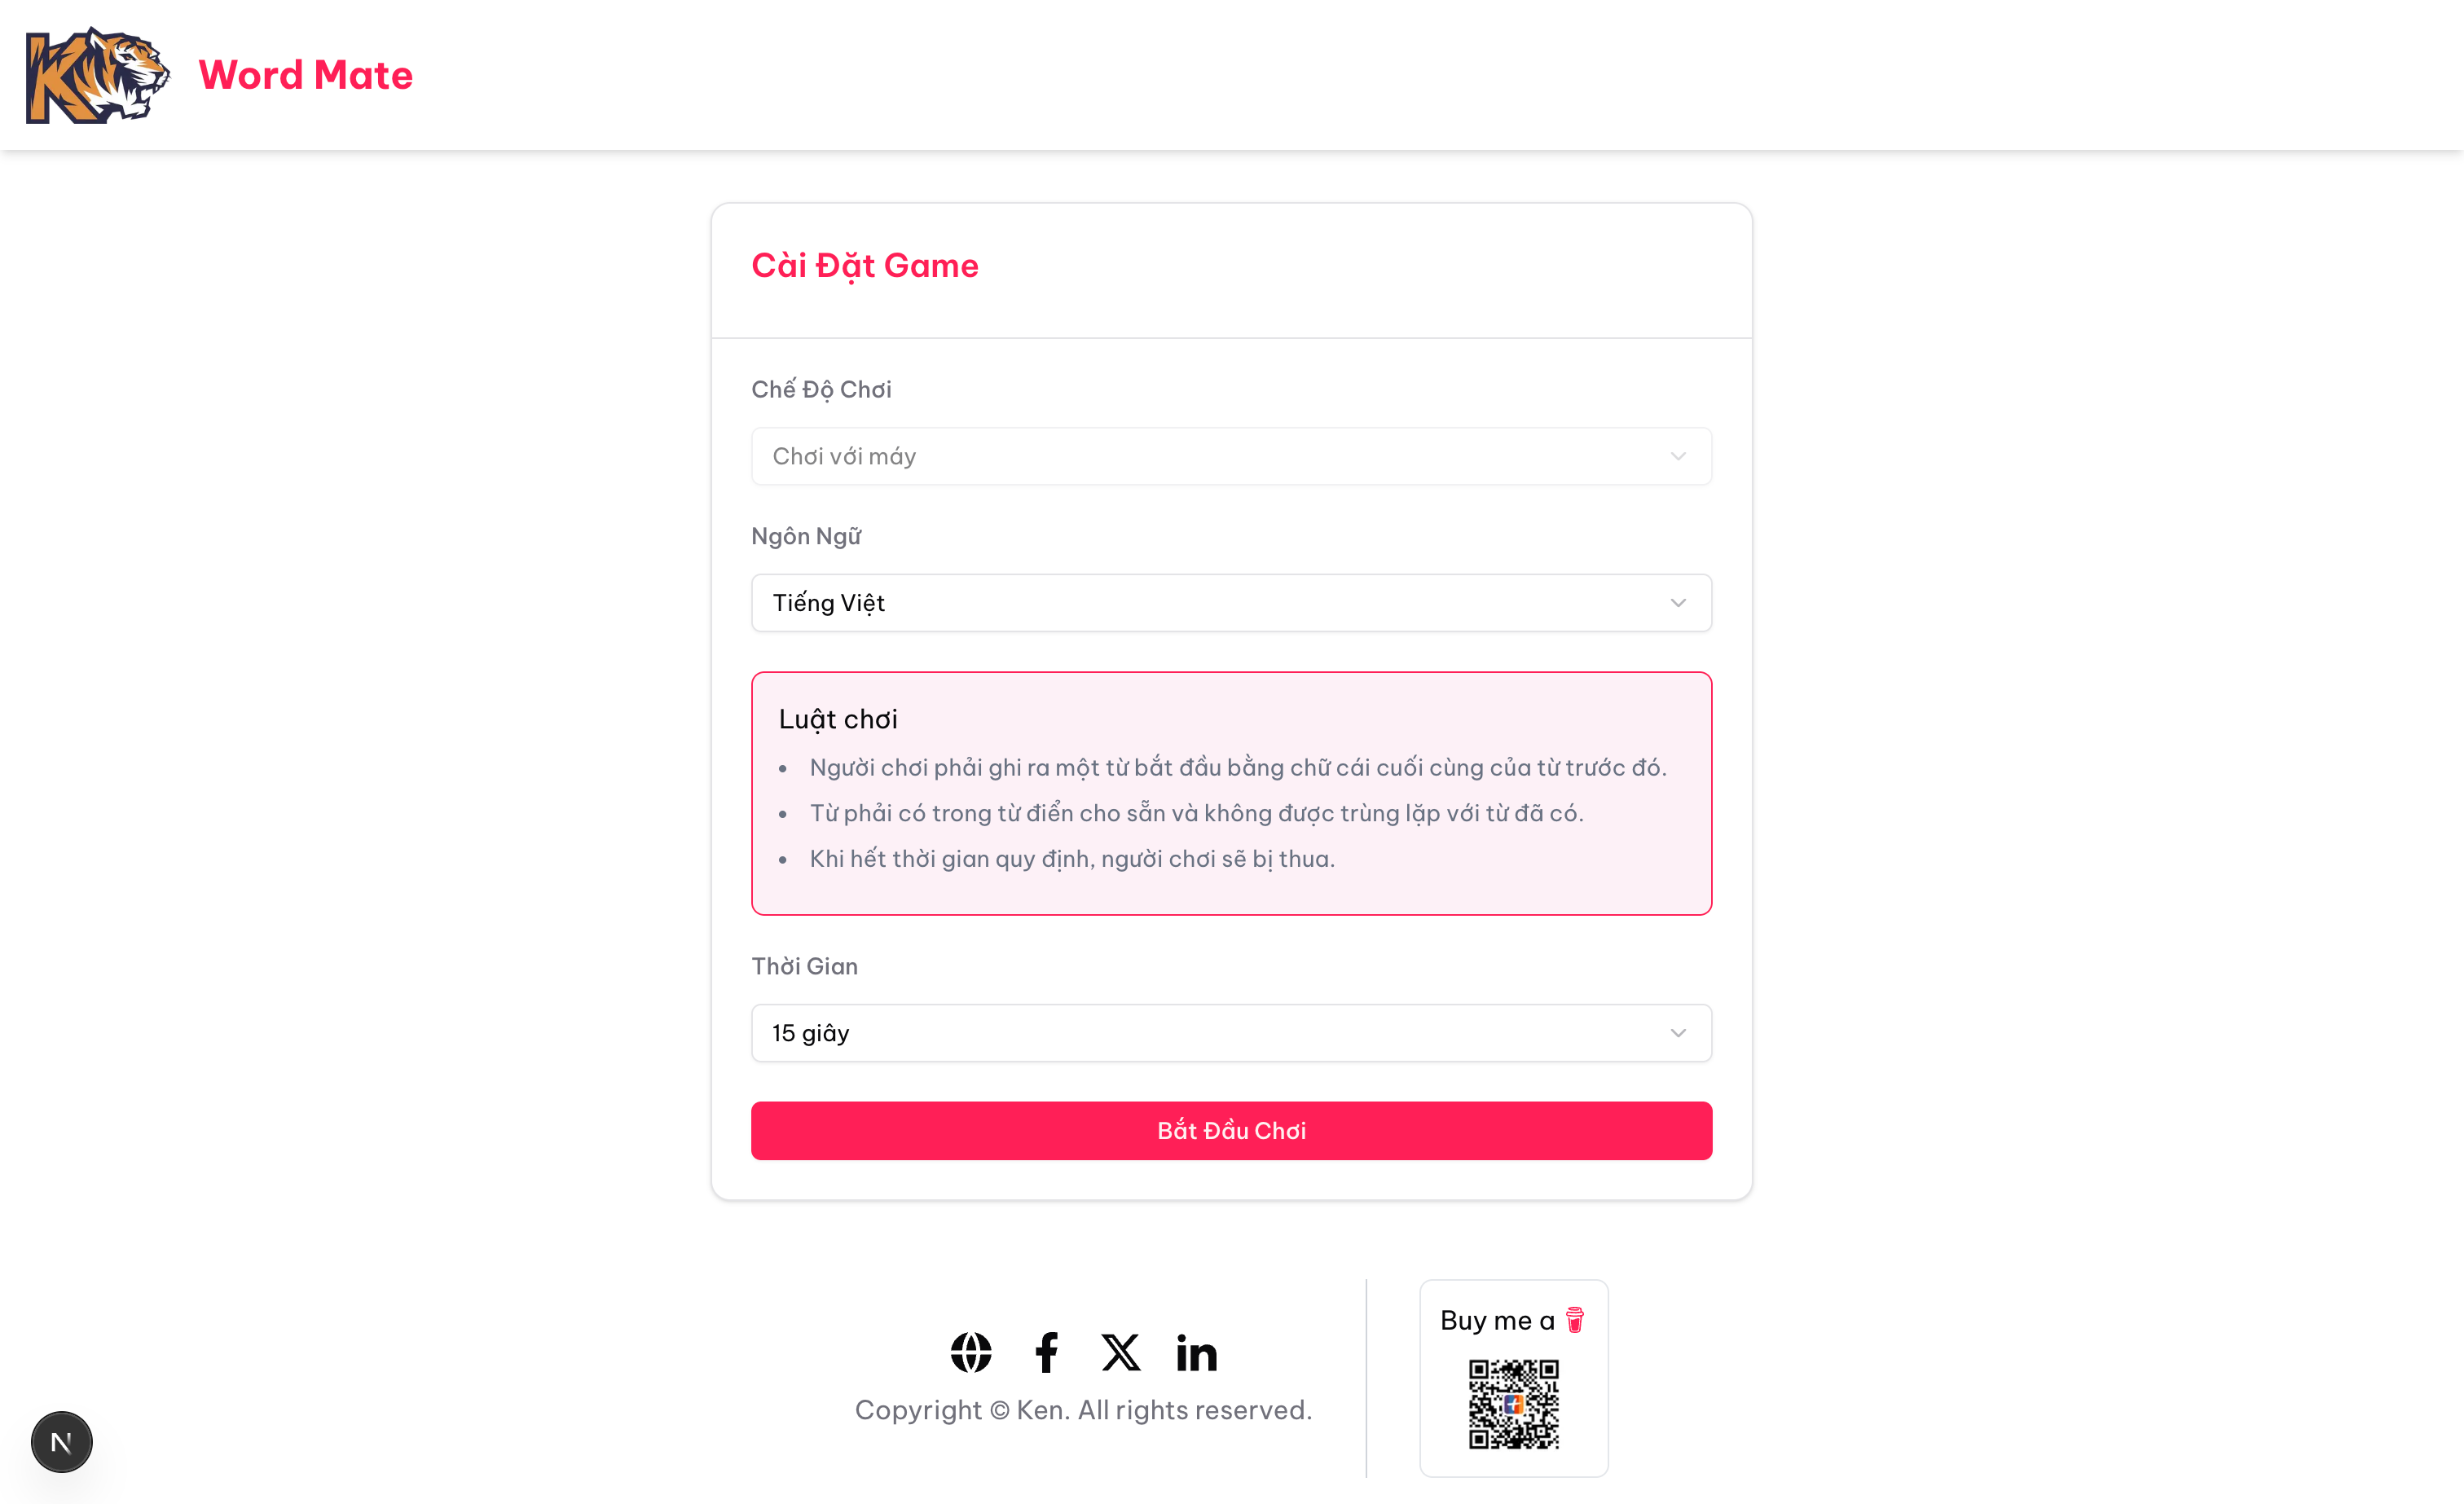 K
Word Mate
Cài Đặt Game
Chế Độ Chơi
Chơi với máy
Ngôn Ngữ
Tiếng Việt
Luật chơi
• Người chơi phải ghi ra một từ bắt đầu bằng chữ cái cuối cùng của từ trước đó.
• Từ phải có trong từ điển cho sẵn và không được trùng lặp với từ đã có.
• Khi hết thời gian quy định, người chơi sẽ bị thua.
Thời Gian
15 giây
Bắt Đầu Chơi
Buy me a
Copyright © Ken. All rights reserved.
N